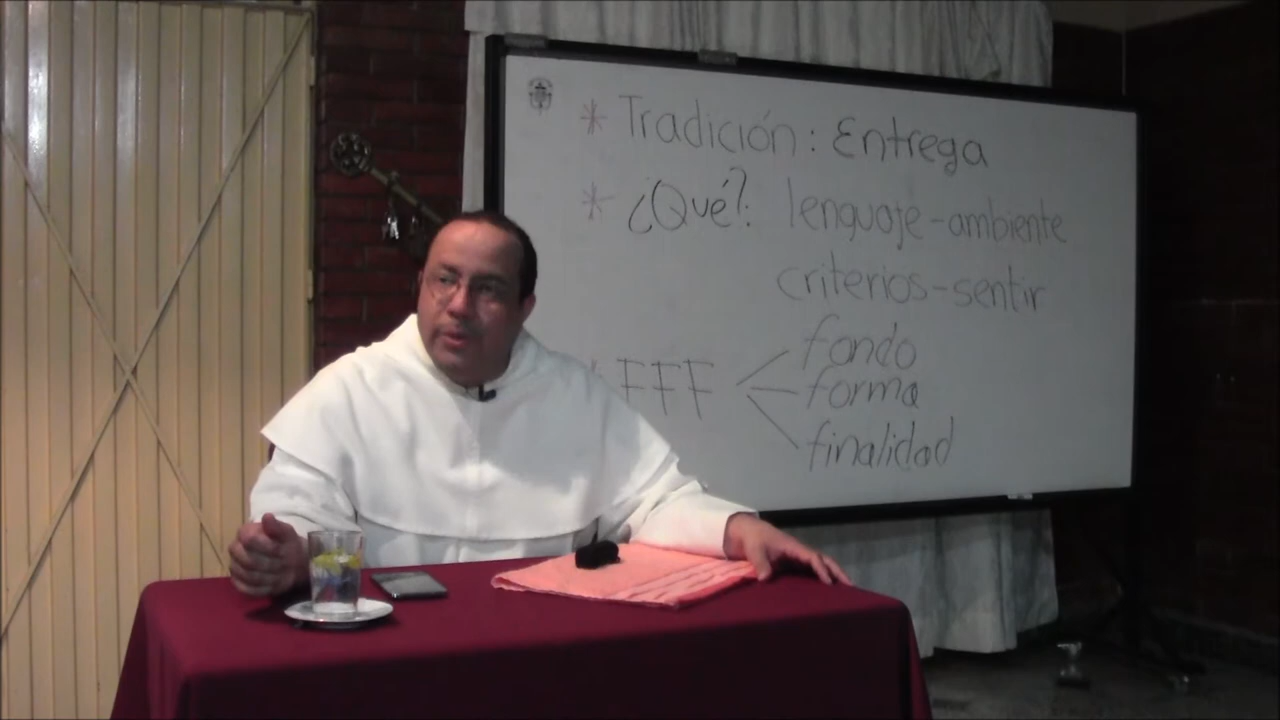 * Tradición: Entrega
* ¿Qué?: lenguaje-ambiente
criterios-sentir
* FFF
fondo
forma
finalidad